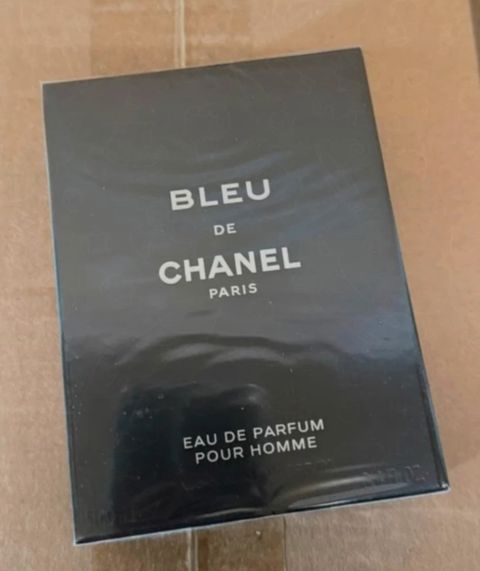 BLEU
DE
CHANEL
PARIS
EAU DE PARFUM
POUR HOMME